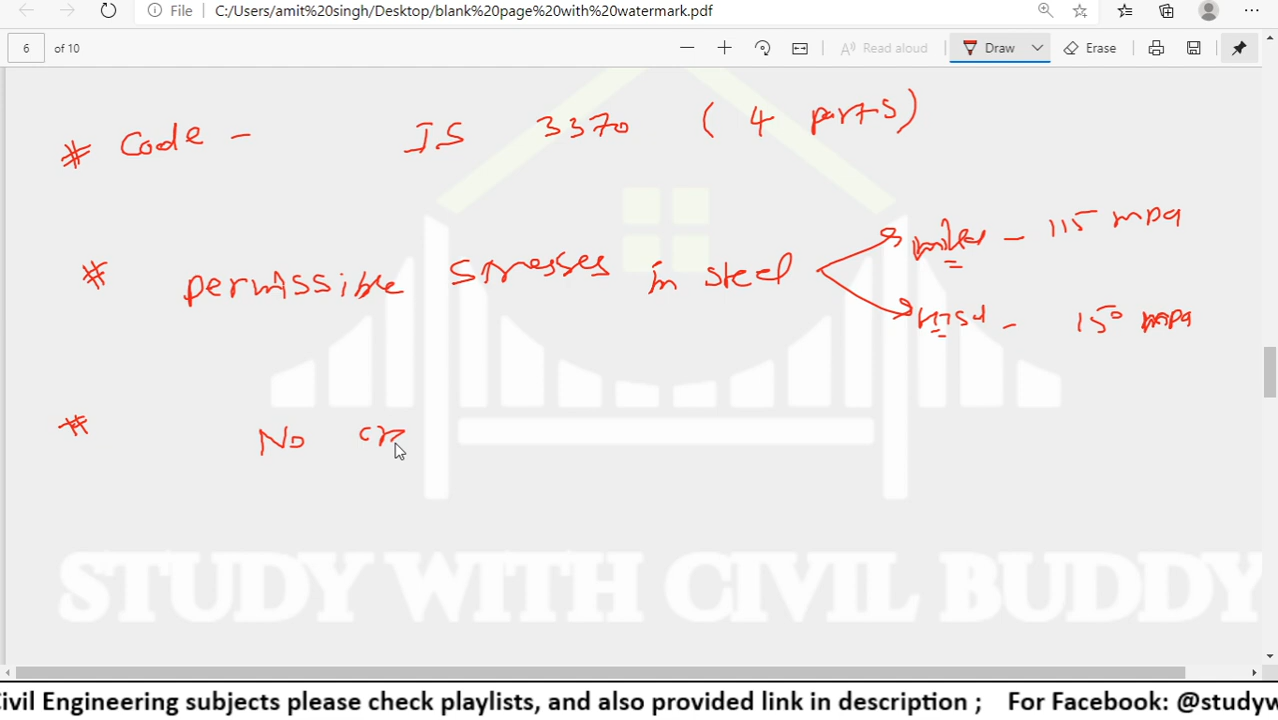 File C:/Users/amit%20singh/Desktop/blank%20page%20with%20watermark.pdf
6 of 10 Read aloud Draw Erase
# Code - IS 3370 ( 4 parts)
mild - 115 mpa
# permissible stresses in steel
HYSD - 150 mpa
# No cr
STUDY WITH CIVIL BUDDY
Civil Engineering subjects please check playlists, and also provided link in description ; For Facebook: @studyw